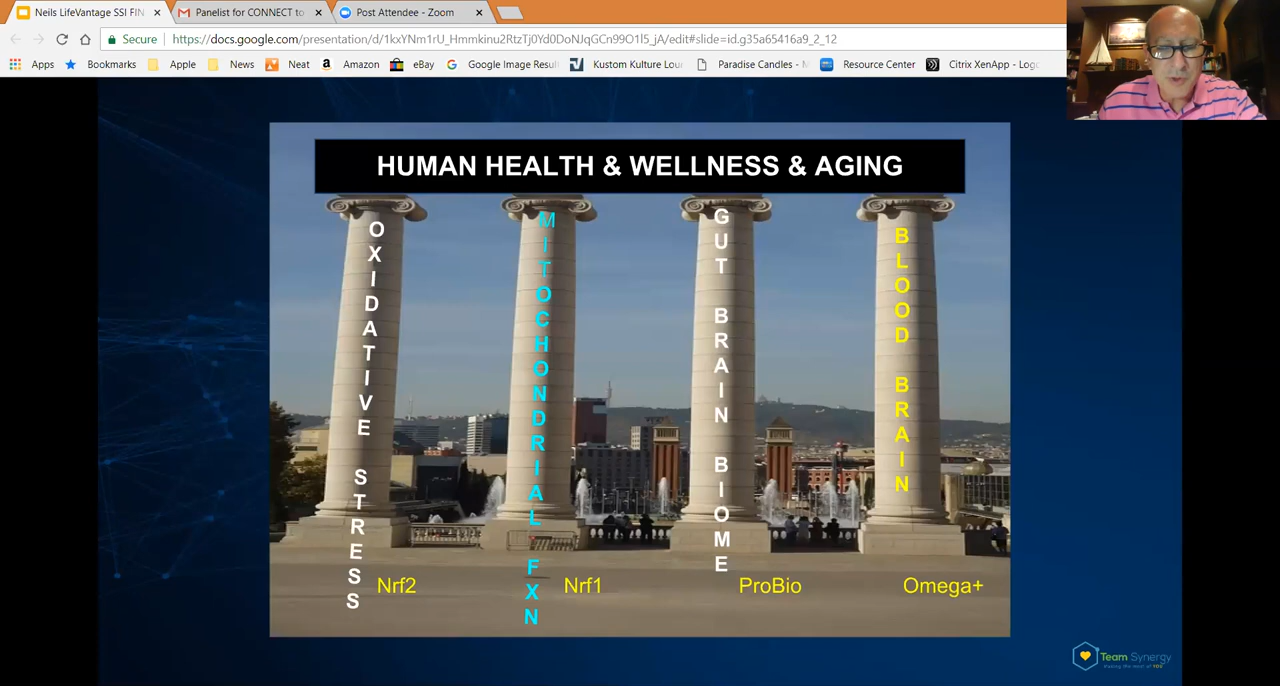 Neils LifeVantage SSI FIN
Panelist for CONNECT to
Post Attendee - Zoom
Secure
https://docs.google.com/presentation/d/1kxYNm1rU_Hmmkinu2RtzTj0Yd0DoNJqGCn99O1l5_jA/edit#slide=id.g35a65416a9_2_12
Apps
Bookmarks
Apple
News
Neat
Amazon
eBay
Google Image Resul
Kustom Kulture Lour
Paradise Candles - M
Resource Center
Citrix XenApp - Logo
HUMAN HEALTH & WELLNESS & AGING
OXIDATIVE STRESS
MITOCHONDRIAL FXN
GUT BRAIN BIOME
BLOOD BRAIN
Nrf2
Nrf1
ProBio
Omega+
Team Synergy